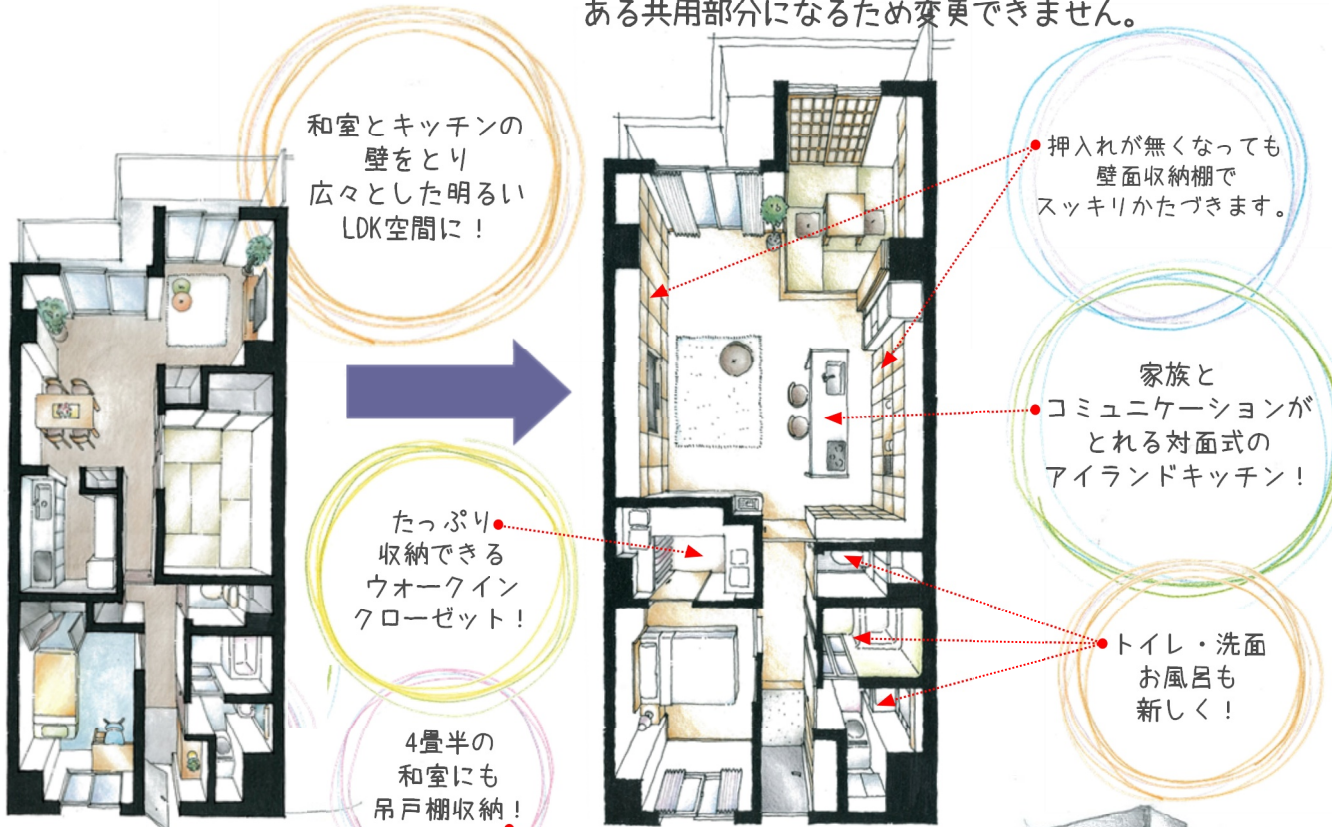 ある共用部分になるため変更できません。
和室とキッチンの
壁をとり
広々とした明るい
LDK空間に！
押入れが無くなっても
壁面収納棚で
スッキリかたづきます。
家族と
コミュニケーションが
とれる対面式の
アイランドキッチン！
たっぷり
収納できる
ウォークイン
クローゼット！
トイレ・洗面
お風呂も
新しく！
4畳半の
和室にも
吊戸棚収納！